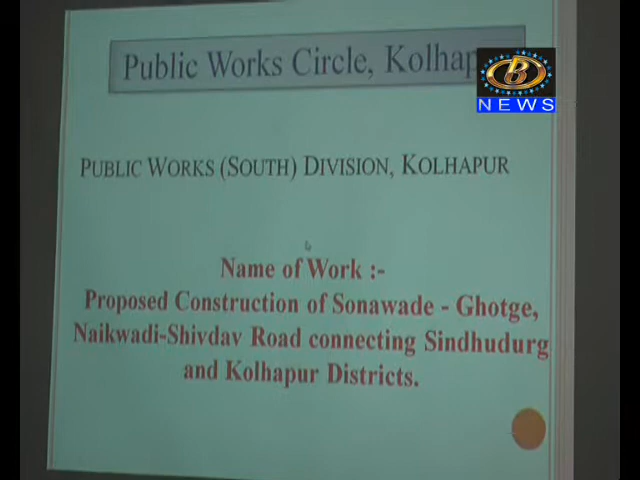 Public Works Circle, Kolhap
B
NEWS
PUBLIC WORKS (SOUTH) DIVISION, KOLHAPUR
Name of Work :-
Proposed Construction of Sonawade - Ghotge,
Naikwadi-Shivdav Road connecting Sindhudurg
and Kolhapur Districts.